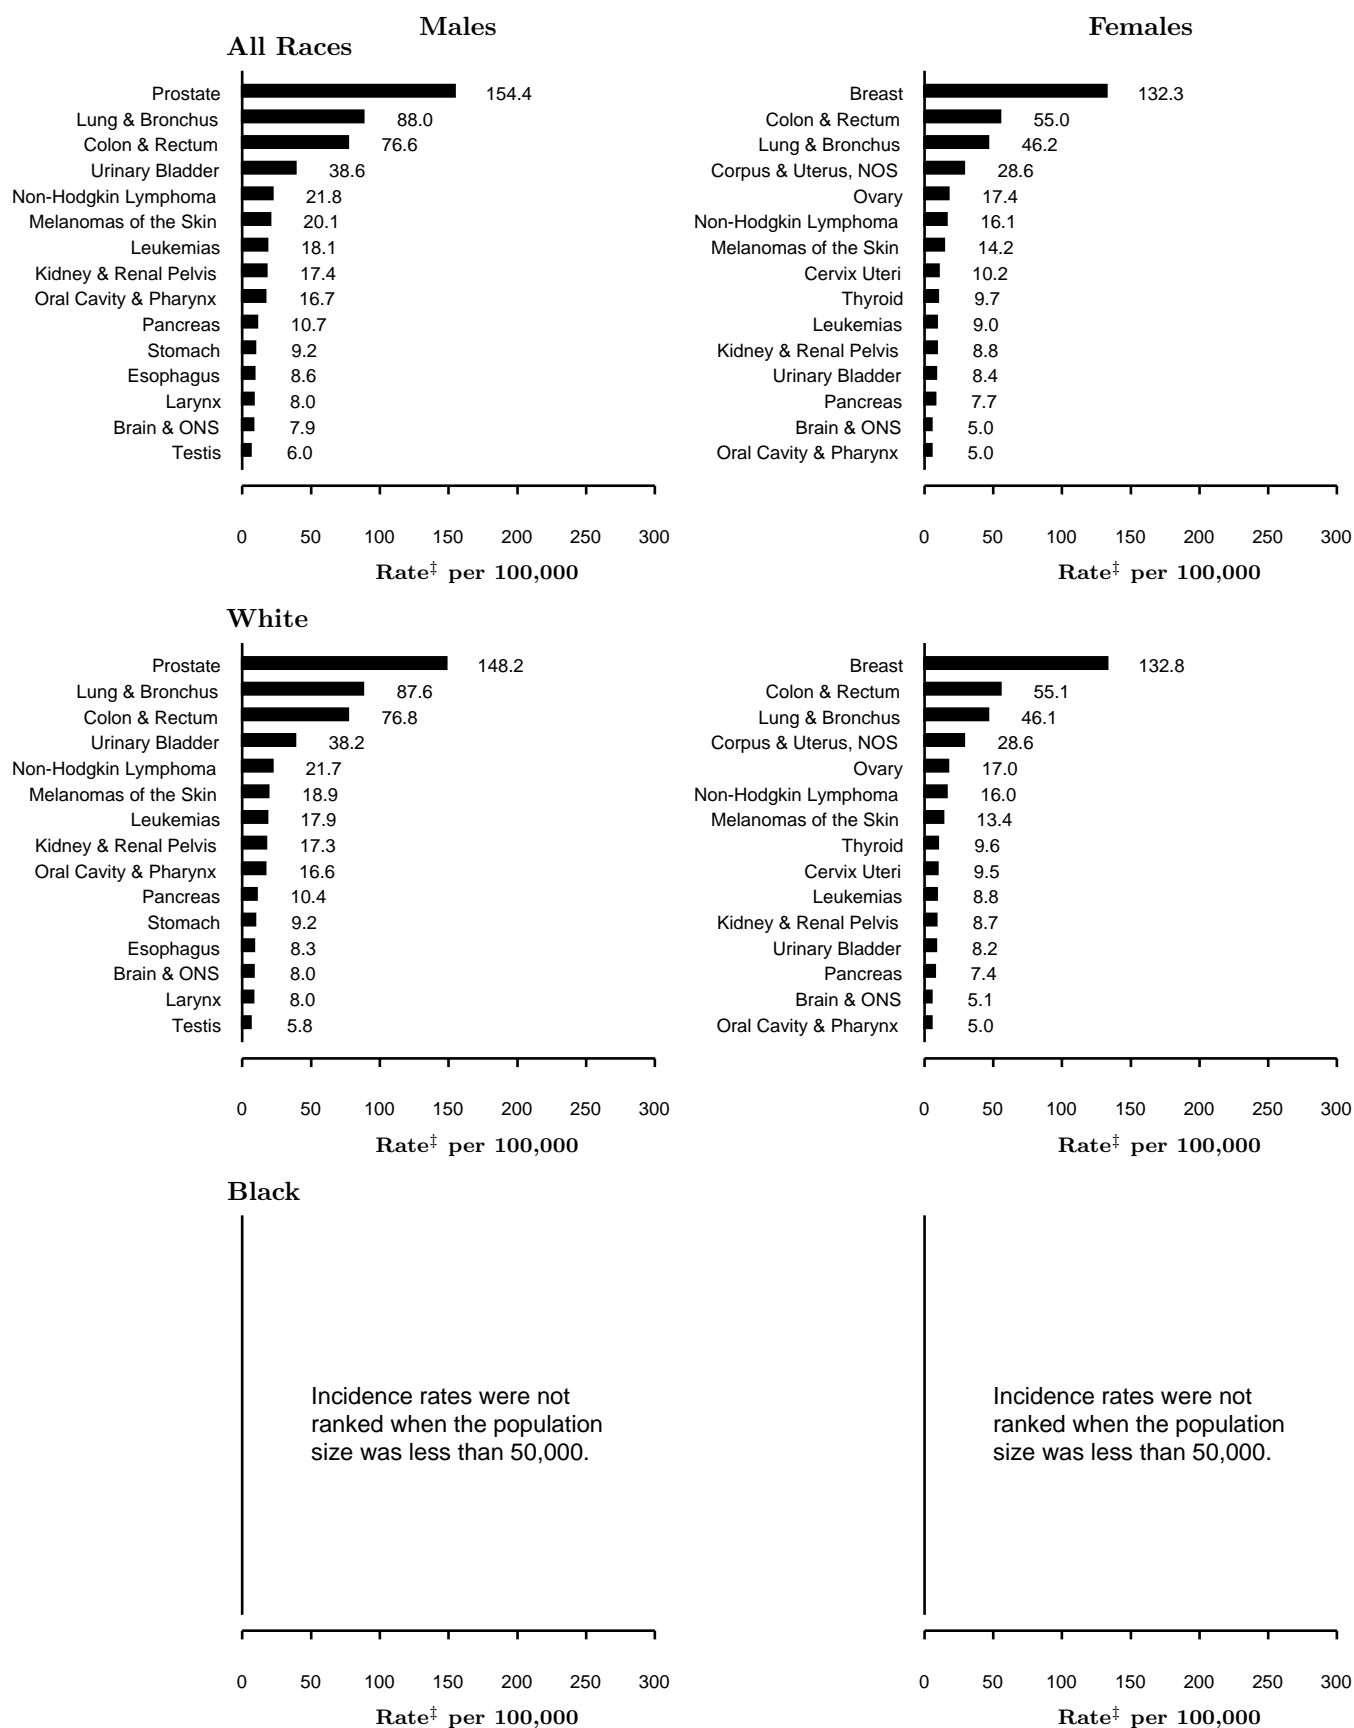 Males
Females
All Races
Prostate 154.4
Lung & Bronchus 88.0
Colon & Rectum 76.6
Urinary Bladder 38.6
Non-Hodgkin Lymphoma 21.8
Melanomas of the Skin 20.1
Leukemias 18.1
Kidney & Renal Pelvis 17.4
Oral Cavity & Pharynx 16.7
Pancreas 10.7
Stomach 9.2
Esophagus 8.6
Larynx 8.0
Brain & ONS 7.9
Testis 6.0
0 50 100 150 200 250 300
Rate‡ per 100,000
Breast 132.3
Colon & Rectum 55.0
Lung & Bronchus 46.2
Corpus & Uterus, NOS 28.6
Ovary 17.4
Non-Hodgkin Lymphoma 16.1
Melanomas of the Skin 14.2
Cervix Uteri 10.2
Thyroid 9.7
Leukemias 9.0
Kidney & Renal Pelvis 8.8
Urinary Bladder 8.4
Pancreas 7.7
Brain & ONS 5.0
Oral Cavity & Pharynx 5.0
0 50 100 150 200 250 300
Rate‡ per 100,000
White
Prostate 148.2
Lung & Bronchus 87.6
Colon & Rectum 76.8
Urinary Bladder 38.2
Non-Hodgkin Lymphoma 21.7
Melanomas of the Skin 18.9
Leukemias 17.9
Kidney & Renal Pelvis 17.3
Oral Cavity & Pharynx 16.6
Pancreas 10.4
Stomach 9.2
Esophagus 8.3
Brain & ONS 8.0
Larynx 8.0
Testis 5.8
0 50 100 150 200 250 300
Rate‡ per 100,000
Breast 132.8
Colon & Rectum 55.1
Lung & Bronchus 46.1
Corpus & Uterus, NOS 28.6
Ovary 17.0
Non-Hodgkin Lymphoma 16.0
Melanomas of the Skin 13.4
Thyroid 9.6
Cervix Uteri 9.5
Leukemias 8.8
Kidney & Renal Pelvis 8.7
Urinary Bladder 8.2
Pancreas 7.4
Brain & ONS 5.1
Oral Cavity & Pharynx 5.0
0 50 100 150 200 250 300
Rate‡ per 100,000
Black
Incidence rates were not
ranked when the population
size was less than 50,000.
0 50 100 150 200 250 300
Rate‡ per 100,000
Incidence rates were not
ranked when the population
size was less than 50,000.
0 50 100 150 200 250 300
Rate‡ per 100,000